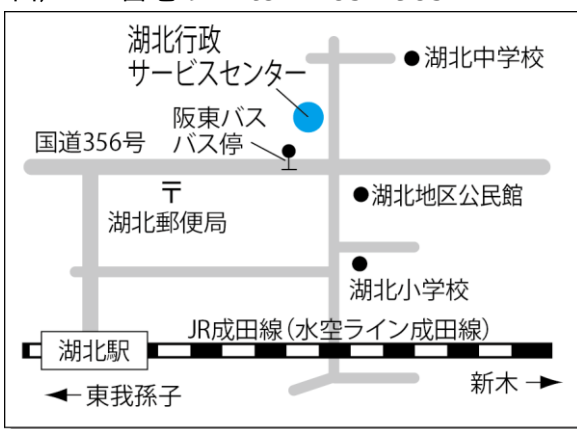 湖北行政
サービスセンター
湖北中学校
阪東バス
バス停
国道356号
〒
湖北郵便局
湖北地区公民館
湖北小学校
JR成田線(水空ライン成田線)
湖北駅
東我孫子
新木